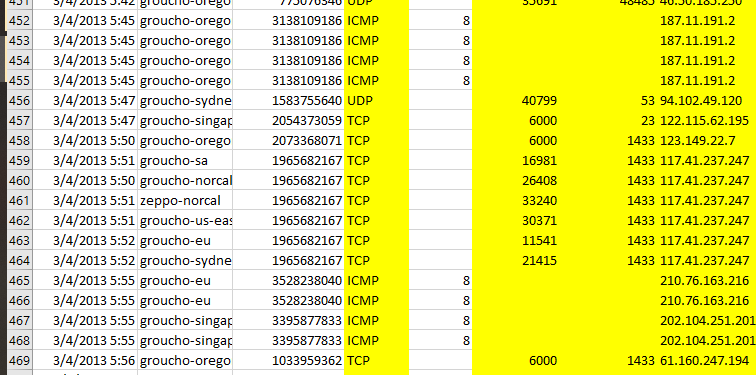 451 3/4/2013 5:42 groucho-orego 775076346 UDP 35691 48485 46.50.185.250
452 3/4/2013 5:45 groucho-orego 3138109186 ICMP 8 187.11.191.2
453 3/4/2013 5:45 groucho-orego 3138109186 ICMP 8 187.11.191.2
454 3/4/2013 5:45 groucho-orego 3138109186 ICMP 8 187.11.191.2
455 3/4/2013 5:45 groucho-orego 3138109186 ICMP 8 187.11.191.2
456 3/4/2013 5:47 groucho-sydne 1583755640 UDP 40799 53 94.102.49.120
457 3/4/2013 5:47 groucho-singap 2054373059 TCP 6000 23 122.115.62.195
458 3/4/2013 5:50 groucho-orego 2073368071 TCP 6000 1433 123.149.22.7
459 3/4/2013 5:51 groucho-sa 1965682167 TCP 16981 1433 117.41.237.247
460 3/4/2013 5:50 groucho-norcal 1965682167 TCP 26408 1433 117.41.237.247
461 3/4/2013 5:51 zeppo-norcal 1965682167 TCP 33240 1433 117.41.237.247
462 3/4/2013 5:51 groucho-us-eas 1965682167 TCP 30371 1433 117.41.237.247
463 3/4/2013 5:52 groucho-eu 1965682167 TCP 11541 1433 117.41.237.247
464 3/4/2013 5:52 groucho-sydne 1965682167 TCP 21415 1433 117.41.237.247
465 3/4/2013 5:55 groucho-eu 3528238040 ICMP 8 210.76.163.216
466 3/4/2013 5:55 groucho-eu 3528238040 ICMP 8 210.76.163.216
467 3/4/2013 5:55 groucho-singap 3395877833 ICMP 8 202.104.251.201
468 3/4/2013 5:55 groucho-singap 3395877833 ICMP 8 202.104.251.201
469 3/4/2013 5:56 groucho-orego 1033959362 TCP 6000 1433 61.160.247.194